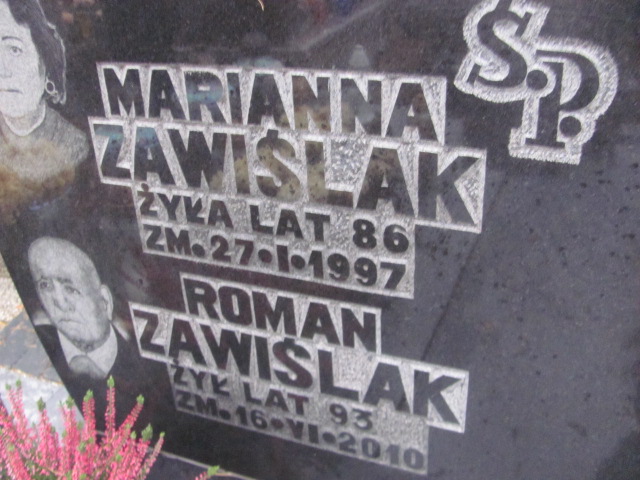 Ś.P.
MARIANNA
ZAWIŚLAK
ŻYŁA LAT 86
ZM. 27•I•1997
ROMAN
ZAWIŚLAK
ŻYŁ LAT 93
ZM. 16•VI•2010